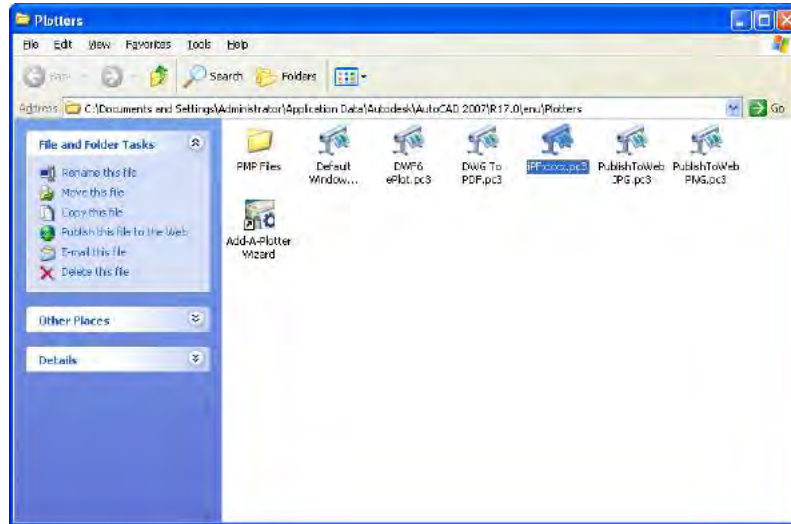 Plotters
File Edit View Favorites Tools Help
Back Search Folders
Address C:\Documents and Settings\Administrator\Application Data\Autodesk\AutoCAD 2007\R17.0\enu\Plotters Go
File and Folder Tasks
Rename this file
Move this file
Copy this file
Publish this file to the Web
E-mail this file
Delete this file
Other Places
Details
PMP Files
Default
Window...
DWF6
ePlot.pc3
DWG To
PDF.pc3
iPFxxxx.pc3
PublishToWeb
JPG.pc3
PublishToWeb
PNG.pc3
Add-A-Plotter
Wizard